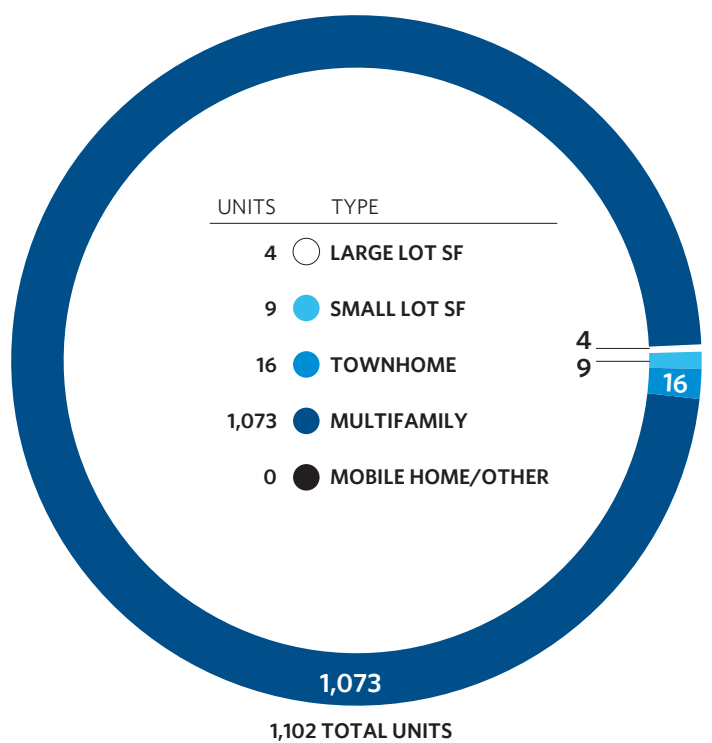 UNITS TYPE
4 LARGE LOT SF
9 SMALL LOT SF
16 TOWNHOME
1,073 MULTIFAMILY
0 MOBILE HOME/OTHER
4
9
16
1,073
1,102 TOTAL UNITS